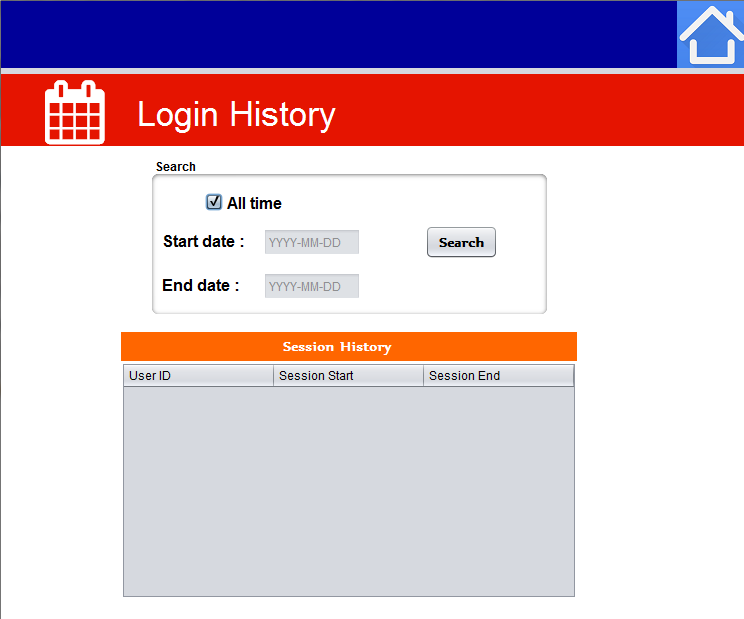 Login History
Search
All time
Start date :
YYYY-MM-DD
Search
End date :
YYYY-MM-DD
Session History
User ID
Session Start
Session End